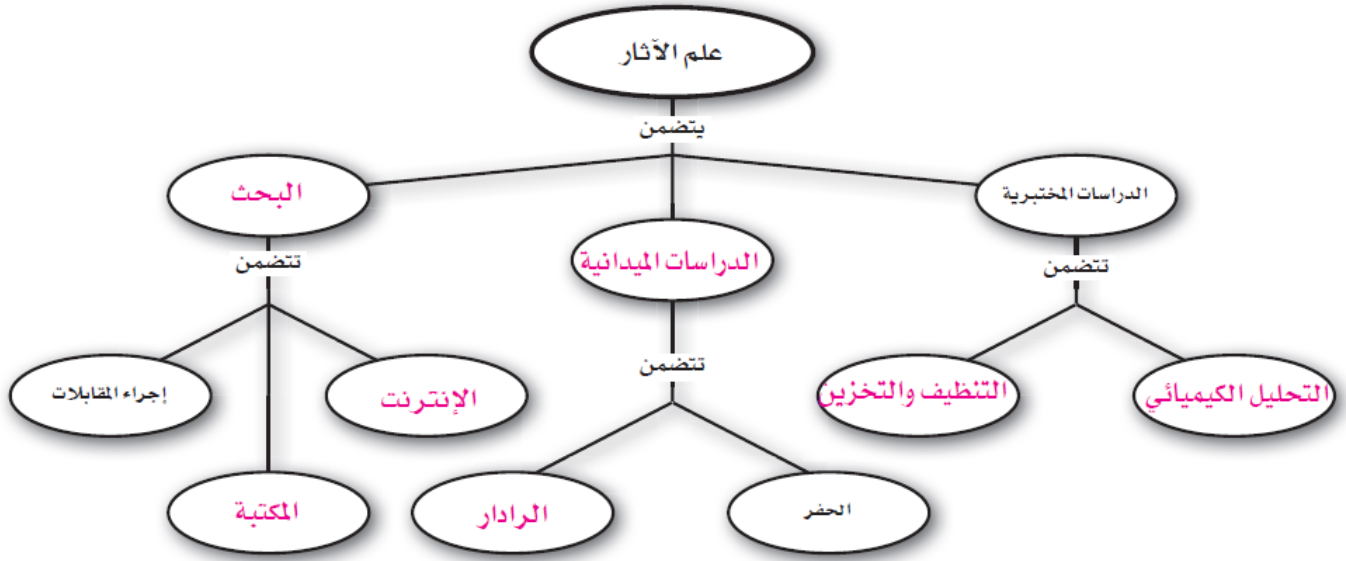 علم الآثار
يتضمن
الدراسات المختبرية
البحث
الدراسات الميدانية
تتضمن
تتضمن
تتضمن
التحليل الكيميائي
التنظيف والتخزين
الإنترنت
إجراء المقابلات
الحفر
الرادار
المكتبة